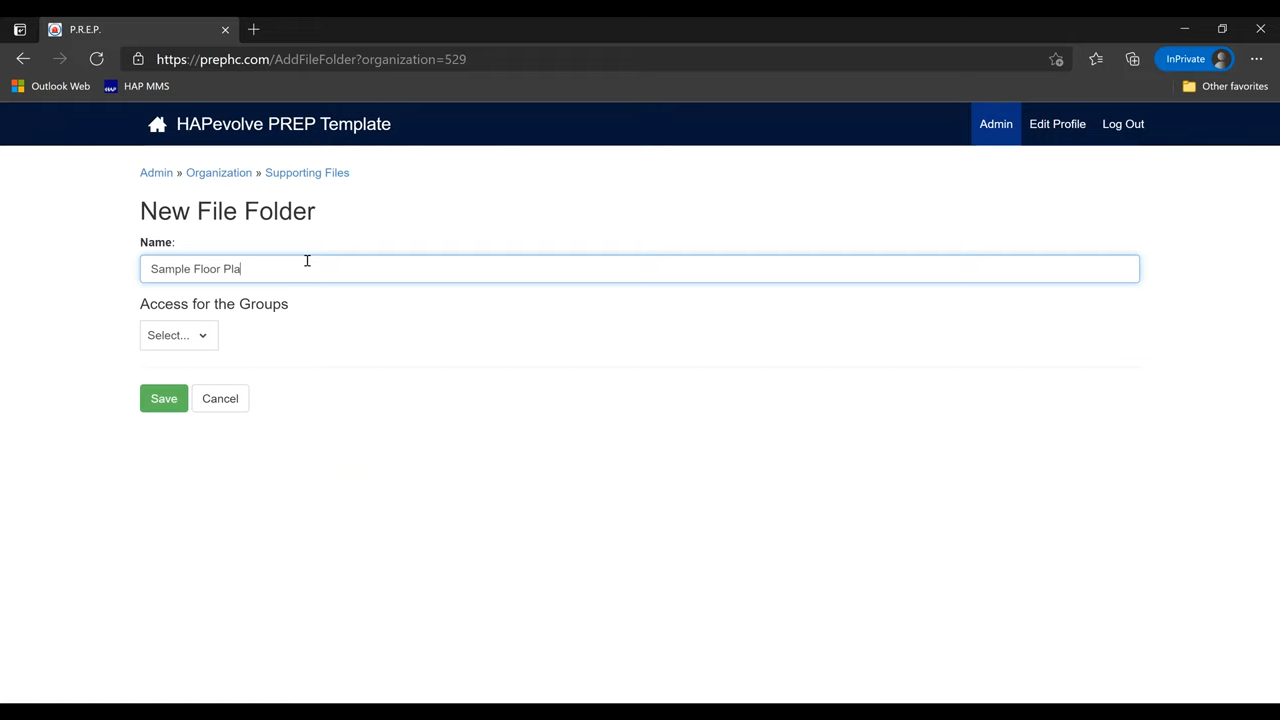 P.R.E.P.
https://prephc.com/AddFileFolder?organization=529
InPrivate
Outlook Web
HAP MMS
Other favorites
HAPevolve PREP Template
Admin
Edit Profile
Log Out
Admin » Organization » Supporting Files
New File Folder
Name:
Sample Floor Pla
Access for the Groups
Select...
Save
Cancel